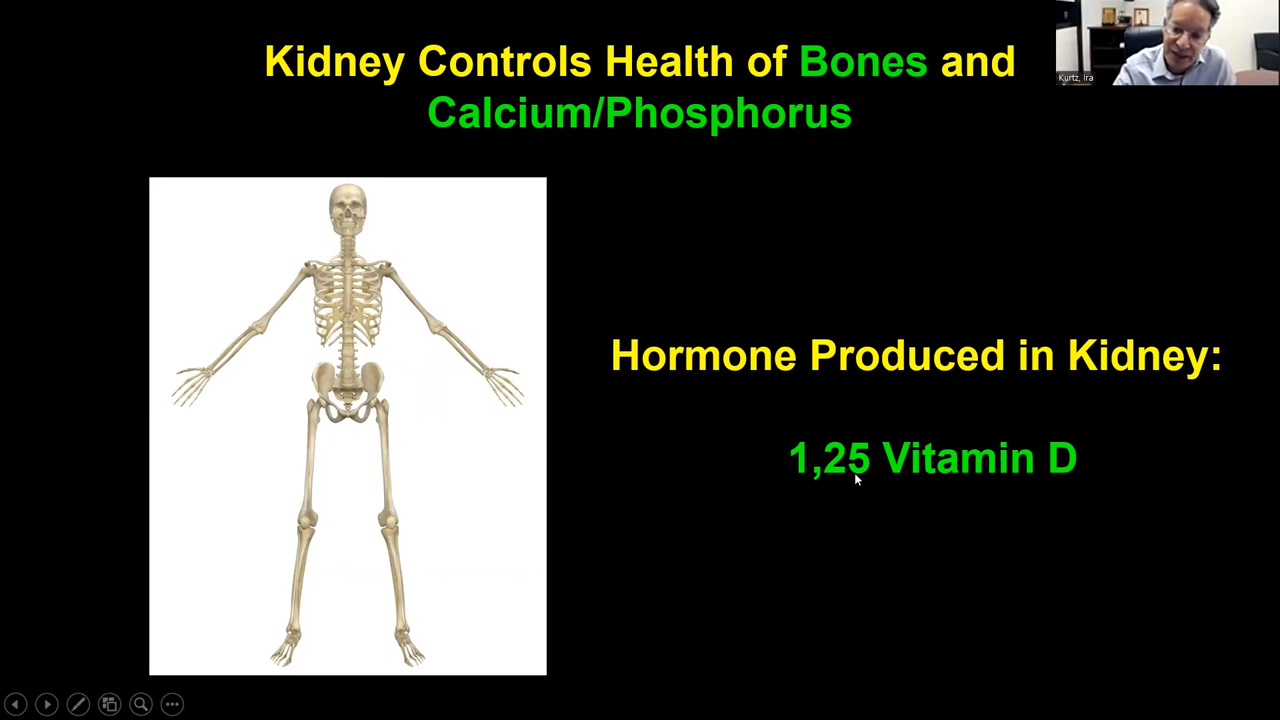 Kidney Controls Health of Bones and
Calcium/Phosphorus
Kurtz, Ira
Hormone Produced in Kidney:
1,25 Vitamin D